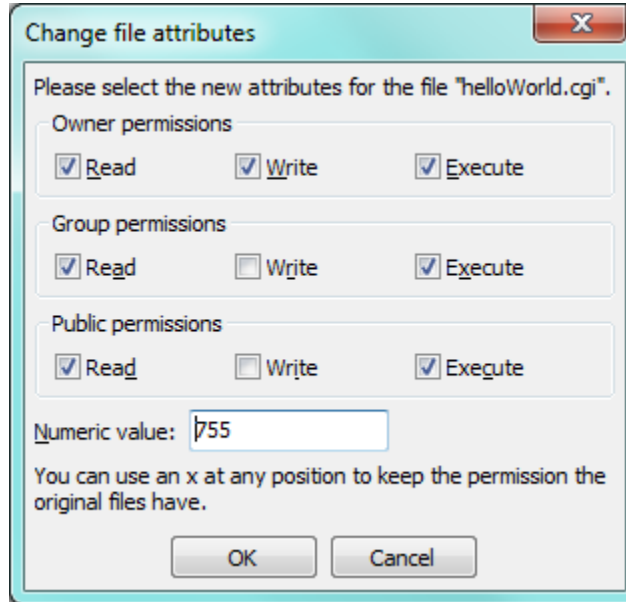 Change file attributes
Please select the new attributes for the file "helloWorld.cgi".
Owner permissions
Read Write Execute
Group permissions
Read Write Execute
Public permissions
Read Write Execute
Numeric value: 755
You can use an x at any position to keep the permission the
original files have.
OK Cancel